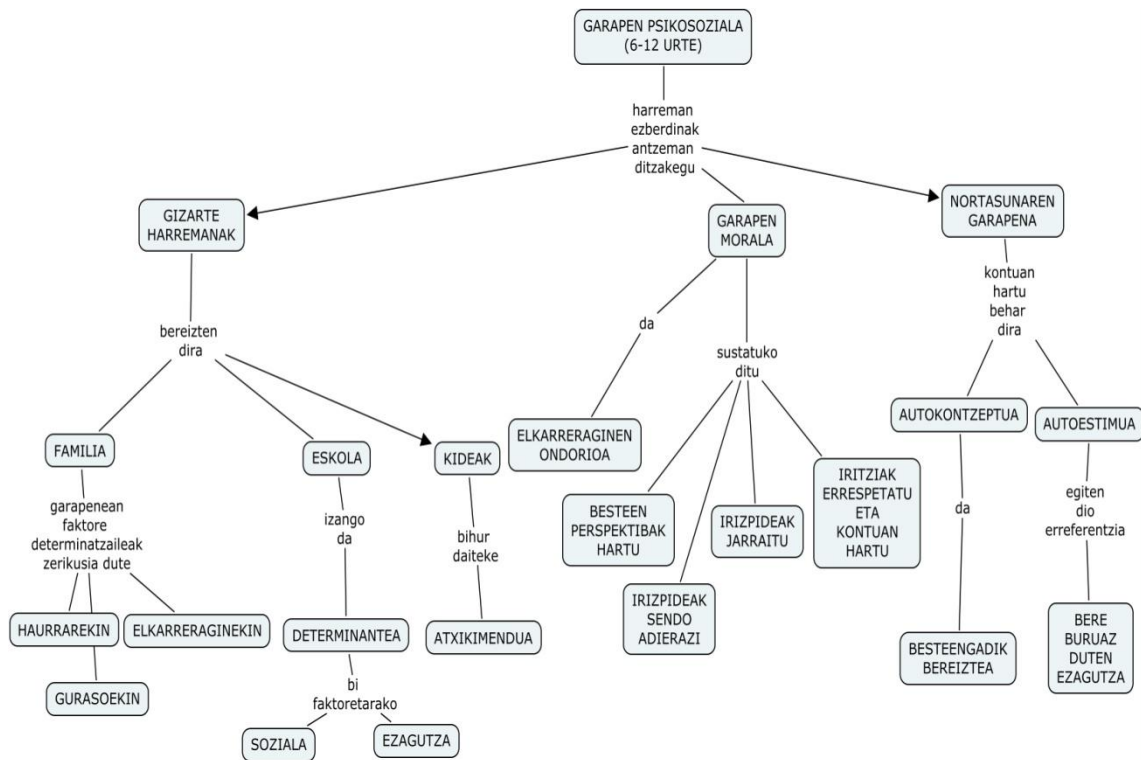 GARAPEN PSIKOSOZIALA
(6-12 URTE)
harreman
ezberdinak
antzeman
ditzakegu
GIZARTE
HARREMANAK
bereizten
dira
FAMILIA
garapenean
faktore
determinatzaileak
zerikusia dute
HAURRAREKIN
GURASOEKIN
ELKARRERAGINEKIN
ESKOLA
izango
da
DETERMINANTEA
bi
faktoretarako
SOZIALA
EZAGUTZA
KIDEAK
bihur
daiteke
ATXIKIMENDUA
GARAPEN
MORALA
da
ELKARRERAGINEN
ONDORIOA
sustatuko
ditu
BESTEEN
PERSPEKTIBAK
HARTU
IRIZPIDEAK
SENDO
ADIERAZI
IRIZPIDEAK
JARRAITU
IRITZIAK
ERRESPETATU
ETA
KONTUAN
HARTU
NORTASUNAREN
GARAPENA
kontuan
hartu
behar
dira
AUTOKONTZEPTUA
da
BESTEENGADIK
BEREIZTEA
AUTOESTIMUA
egiten
dio
erreferentzia
BERE
BURUAZ
DUTEN
EZAGUTZA